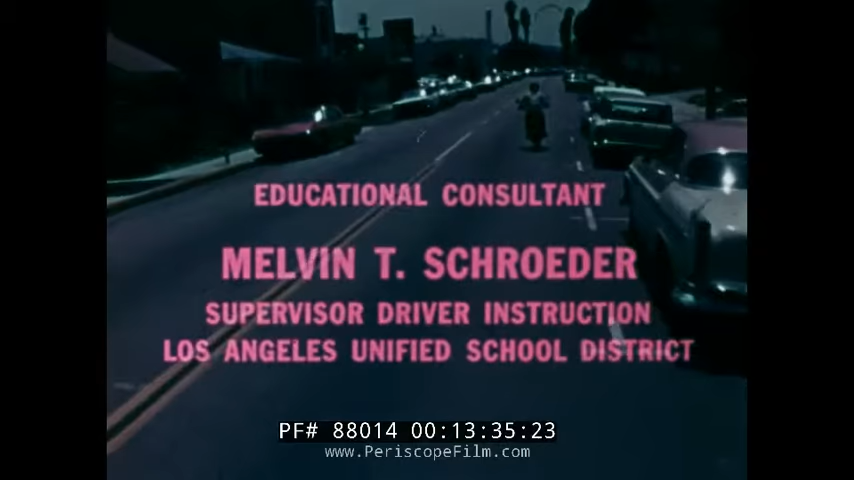 EDUCATIONAL CONSULTANT
MELVIN T. SCHROEDER
SUPERVISOR DRIVER INSTRUCTION
LOS ANGELES UNIFIED SCHOOL DISTRICT
PF# 88014 00:13:35:23
www.PeriscopeFilm.com